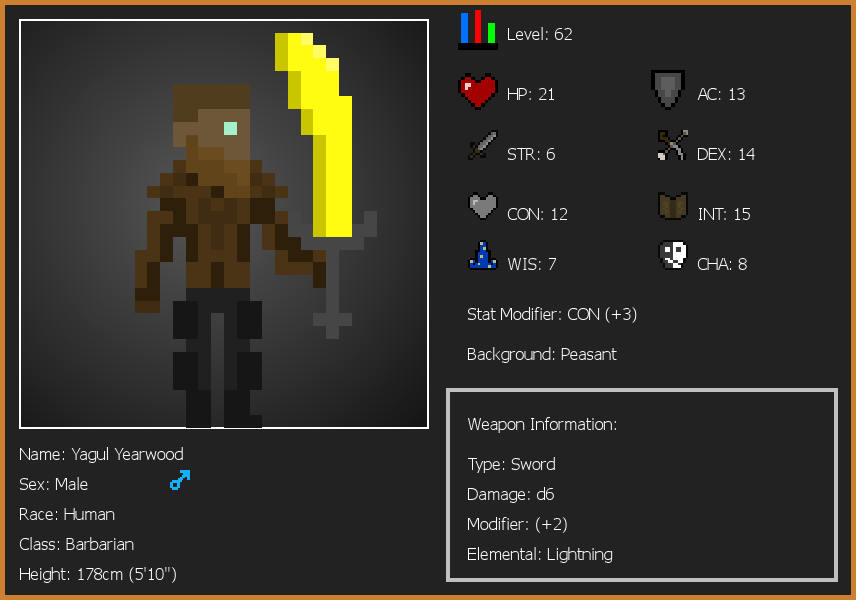 Level: 62
HP: 21
AC: 13
STR: 6
DEX: 14
CON: 12
INT: 15
WIS: 7
CHA: 8
Stat Modifier: CON (+3)
Background: Peasant
Weapon Information:
Type: Sword
Damage: d6
Modifier: (+2)
Elemental: Lightning
Name: Yagul Yearwood
Sex: Male
Race: Human
Class: Barbarian
Height: 178cm (5'10")